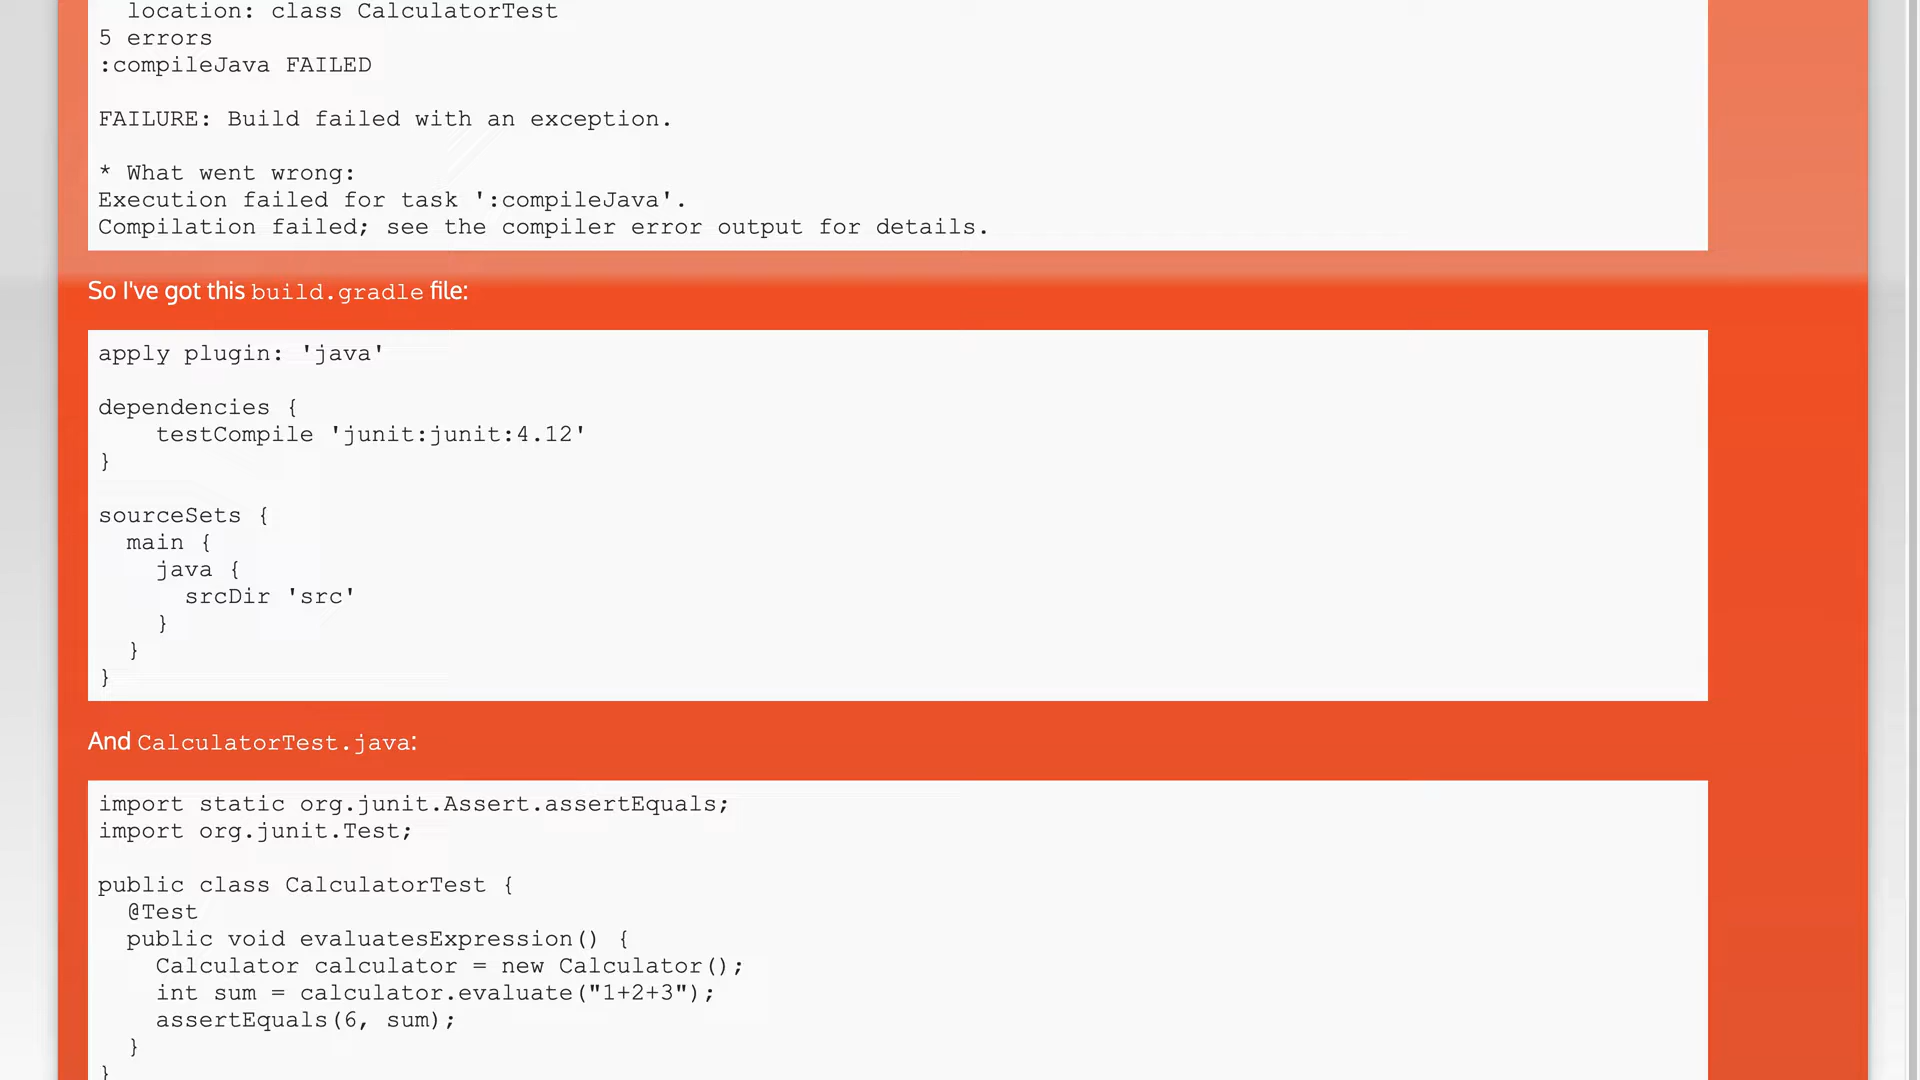 location: class CalculatorTest
5 errors
:compileJava FAILED
FAILURE: Build failed with an exception.
* What went wrong:
Execution failed for task ':compileJava'.
Compilation failed; see the compiler error output for details.
So I've got this build.gradle file:
apply plugin: 'java'
dependencies {
    testCompile 'junit:junit:4.12'
}
sourceSets {
  main {
    java {
      srcDir 'src'
    }
  }
}
And CalculatorTest.java:
import static org.junit.Assert.assertEquals;
import org.junit.Test;
public class CalculatorTest {
  @Test
  public void evaluatesExpression() {
    Calculator calculator = new Calculator();
    int sum = calculator.evaluate("1+2+3");
    assertEquals(6, sum);
  }
}